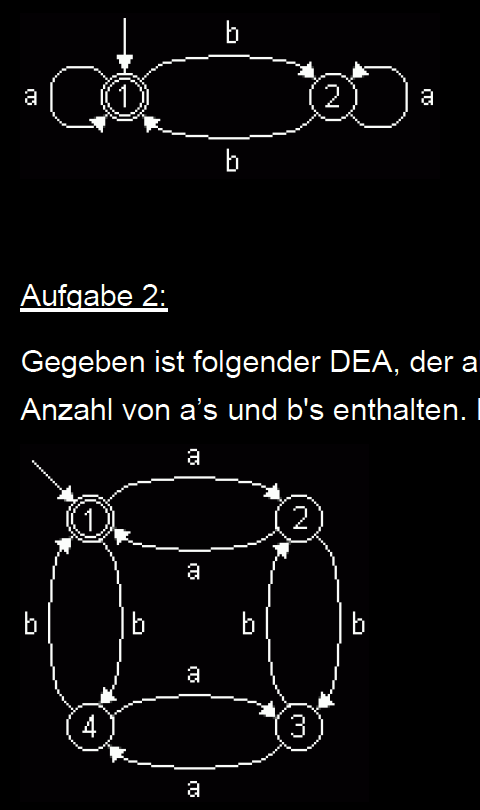 b
a 1 2 a
b
Aufgabe 2:
Gegeben ist folgender DEA, der a
Anzahl von a’s und b's enthalten.
a
1 2
a
b b b b
a
4 3
a